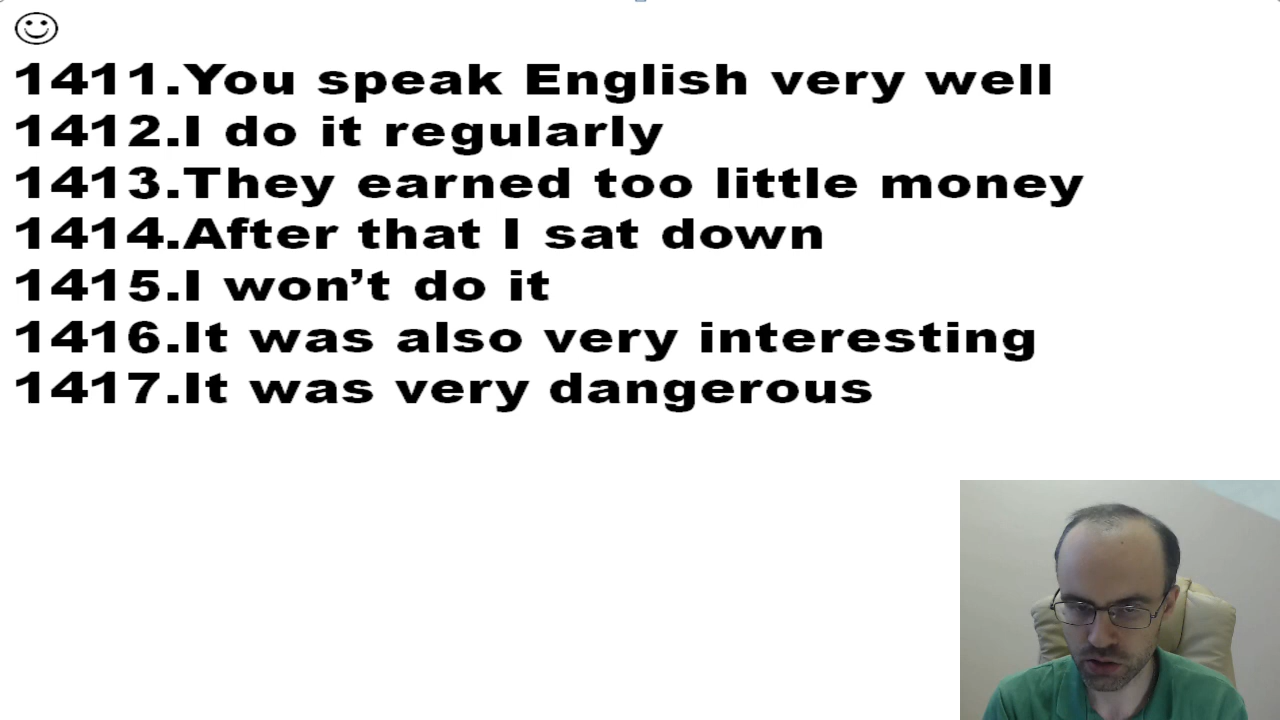 1411.You speak English very well
1412.I do it regularly
1413.They earned too little money
1414.After that I sat down
1415.I won’t do it
1416.It was also very interesting
1417.It was very dangerous